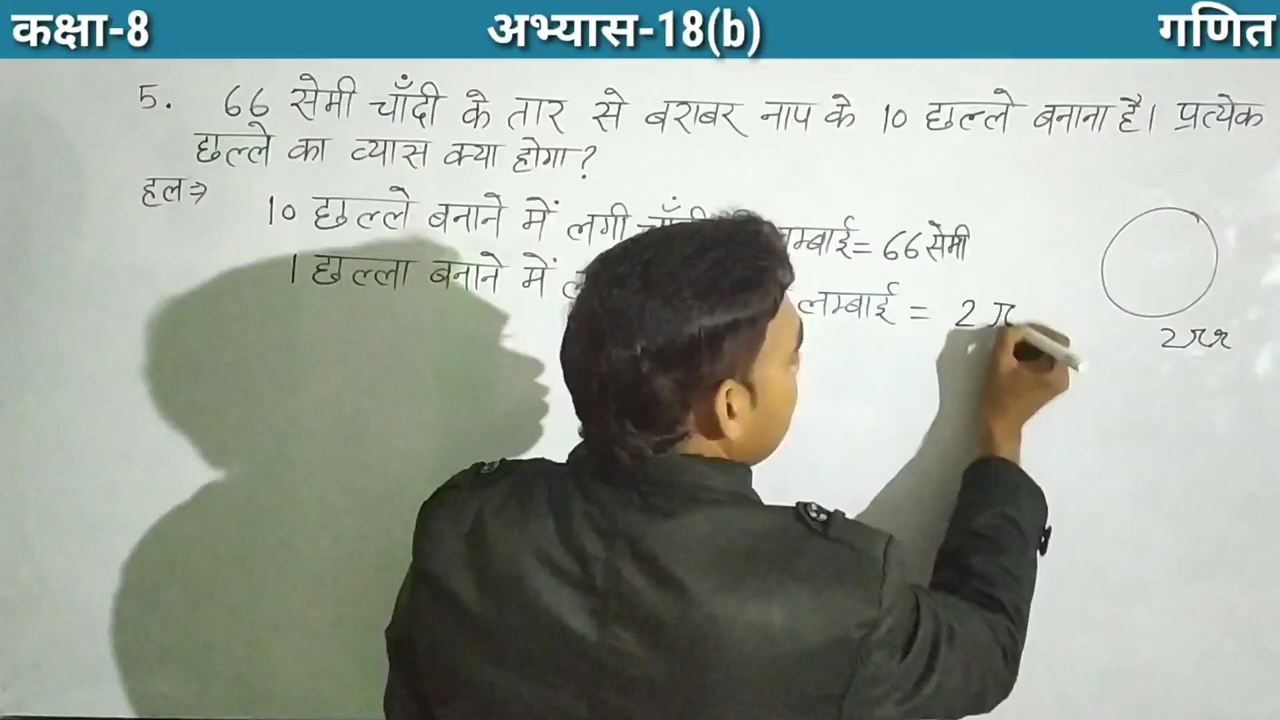 कक्षा-8 अभ्यास-18(b) गणित
5. 66 सेमी चाँदी के तार से बराबर नाप के 10 छल्ले बनाना है। प्रत्येक
छल्ले का व्यास क्या होगा?
हल⇒
10 छल्ले बनाने में लगी चाँदी लम्बाई = 66 सेमी
1 छल्ला बनाने में लम्बाई = 2π
2πr